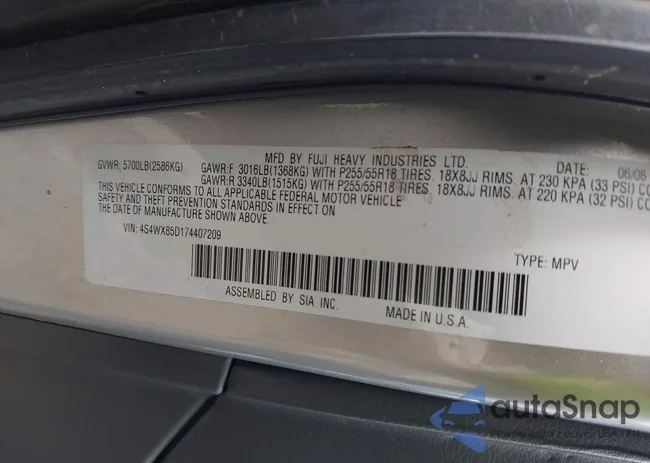 MFD BY FUJI HEAVY INDUSTRIES LTD. DATE: 06/06
GVWR: 5700LB(2586KG) GAWR:F 3016LB(1368KG) WITH P255/55R18 TIRES. 18X8JJ RIMS. AT 230 KPA (33 PSI) CO
GAWR:R 3340LB(1515KG) WITH P255/55R18 TIRES. 18X8JJ RIMS. AT 220 KPA (32 PSI) CO
THIS VEHICLE CONFORMS TO ALL APPLICABLE FEDERAL MOTOR VEHICLE
SAFETY AND THEFT PREVENTION STANDARDS IN EFFECT ON THE DATE OF
VIN: 4S4WX85D174407209
TYPE: MPV
ASSEMBLED BY SIA INC. MADE IN U.S.A.
autoSnap